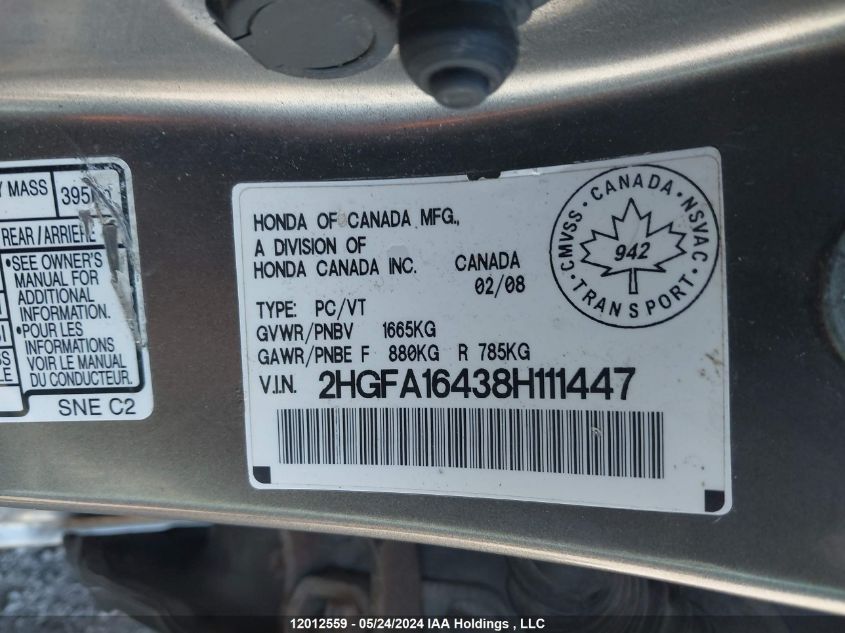 Y MASS
395
REAR/ARRIERE
•SEE OWNER'S
MANUAL FOR
ADDITIONAL
INFORMATION.
•POUR LES
INFORMATIONS
VOIR LE MANUEL
DU CONDUCTEUR
SNE C2
HONDA OF CANADA MFG.,
A DIVISION OF
HONDA CANADA INC. CANADA
02/08
TYPE: PC/VT
GVWR/PNBV 1665KG
GAWR/PNBE F 880KG R 785KG
V.I.N. 2HGFA16438H111447
CMVSS · CANADA · NSVAC · TRANSPORT ·
942
12012559 - 05/24/2024 IAA Holdings , LLC